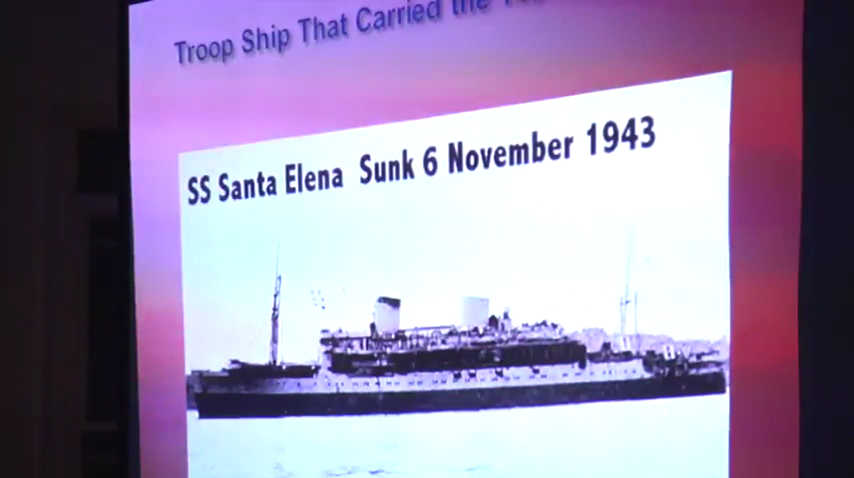 Troop Ship That Carried the
SS Santa Elena Sunk 6 November 1943